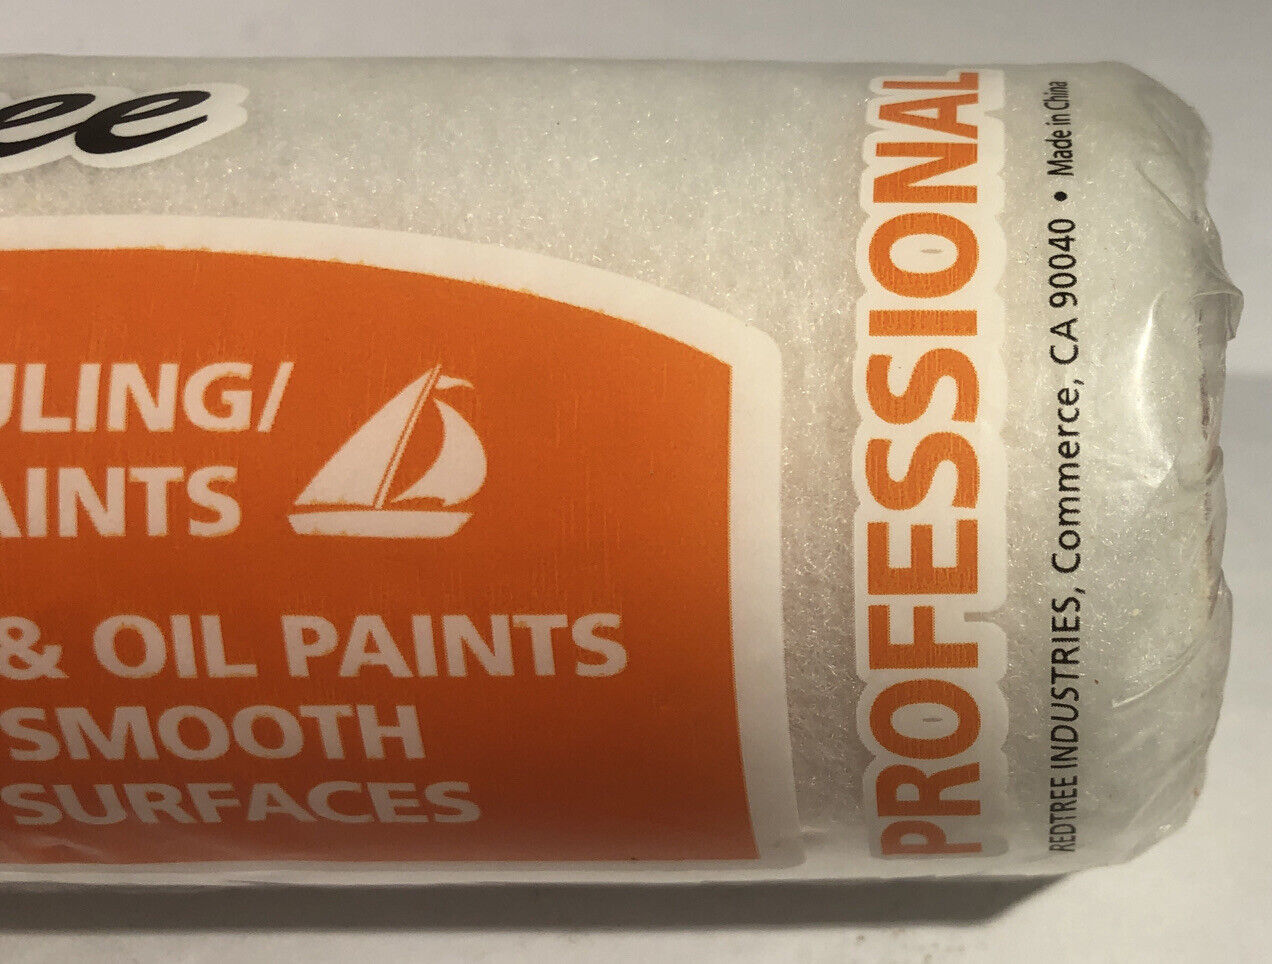 ee
ULING/
AINTS
& OIL PAINTS
SMOOTH
SURFACES
PROFESSIONAL
REDTREE INDUSTRIES, Commerce, CA 90040 • Made in China